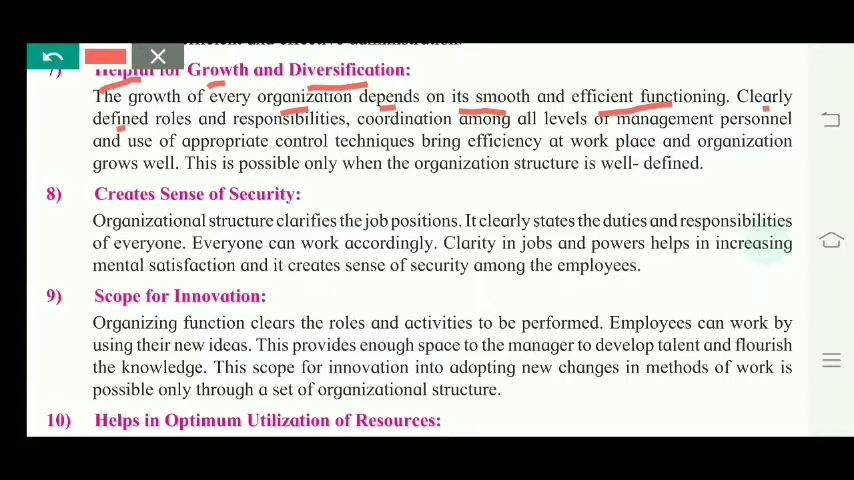 7) Helpful for Growth and Diversification:
The growth of every organization depends on its smooth and efficient functioning. Clearly
defined roles and responsibilities, coordination among all levels of management personnel
and use of appropriate control techniques bring efficiency at work place and organization
grows well. This is possible only when the organization structure is well- defined.
8) Creates Sense of Security:
Organizational structure clarifies the job positions. It clearly states the duties and responsibilities
of everyone. Everyone can work accordingly. Clarity in jobs and powers helps in increasing
mental satisfaction and it creates sense of security among the employees.
9) Scope for Innovation:
Organizing function clears the roles and activities to be performed. Employees can work by
using their new ideas. This provides enough space to the manager to develop talent and flourish
the knowledge. This scope for innovation into adopting new changes in methods of work is
possible only through a set of organizational structure.
10) Helps in Optimum Utilization of Resources: